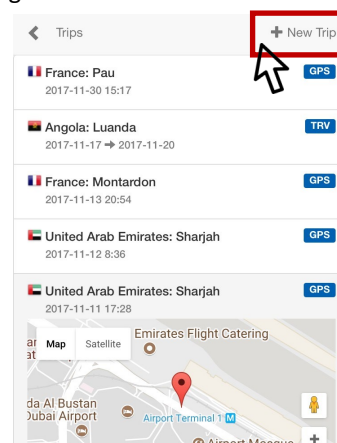 Trips
+ New Trip
France: Pau GPS
2017-11-30 15:17
Angola: Luanda TRV
2017-11-17 ➔ 2017-11-20
France: Montardon GPS
2017-11-13 20:54
United Arab Emirates: Sharjah GPS
2017-11-12 8:36
United Arab Emirates: Sharjah GPS
2017-11-11 17:28
Map Satellite
Emirates Flight Catering
da Al Bustan
Dubai Airport
Airport Terminal 1 M
Airport Mosque
+